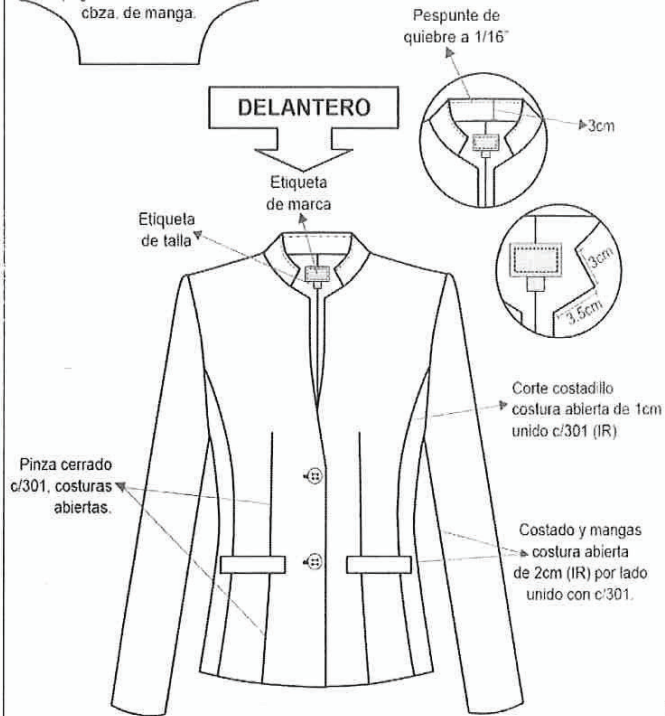 cbza. de manga.
Pespunte de
quiebre a 1/16"
DELANTERO
3cm
Etiqueta
de marca
Etiqueta
de talla
3cm
3.5cm
Corte costadillo
costura abierta de 1cm
unido c/301 (IR)
Pinza cerrado
c/301, costuras
abiertas.
Costado y mangas
costura abierta
de 2cm (IR) por lado
unido con c/301.